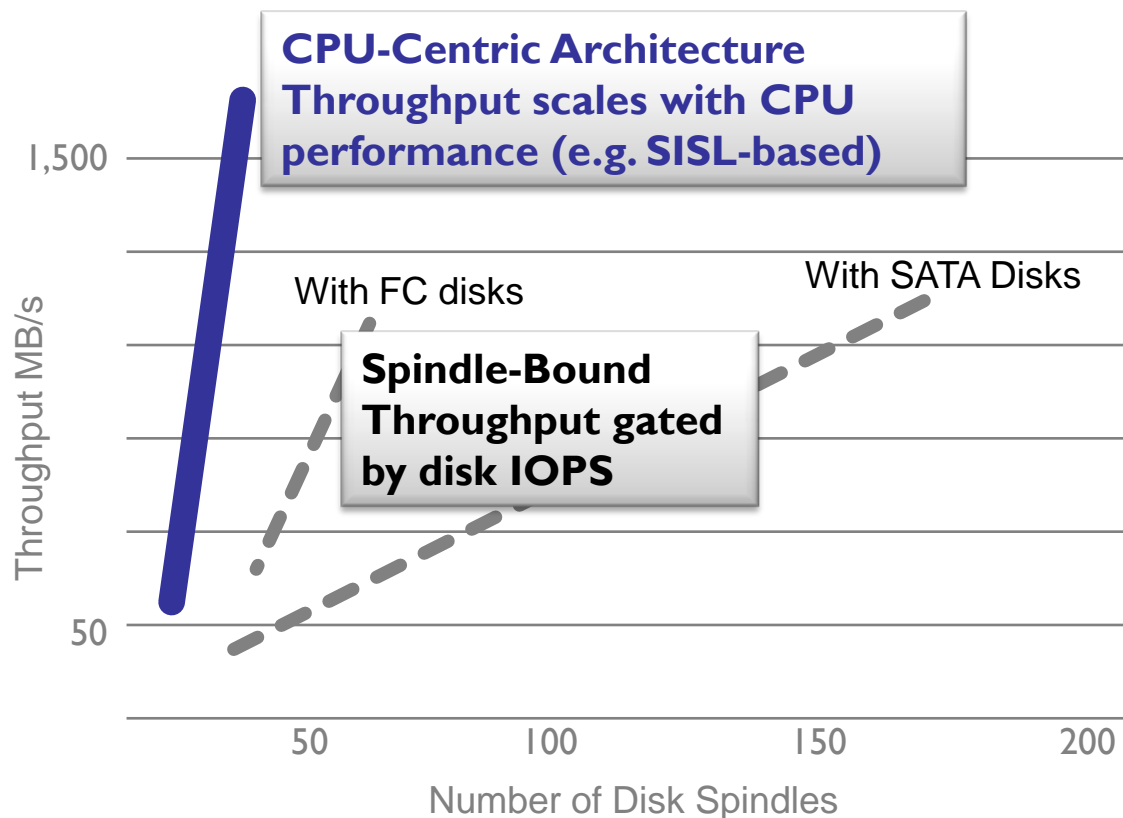 CPU-Centric Architecture
Throughput scales with CPU
performance (e.g. SISL-based)
1,500
With FC disks
With SATA Disks
Spindle-Bound
Throughput gated
by disk IOPS
Throughput MB/s
50
50
100
150
200
Number of Disk Spindles